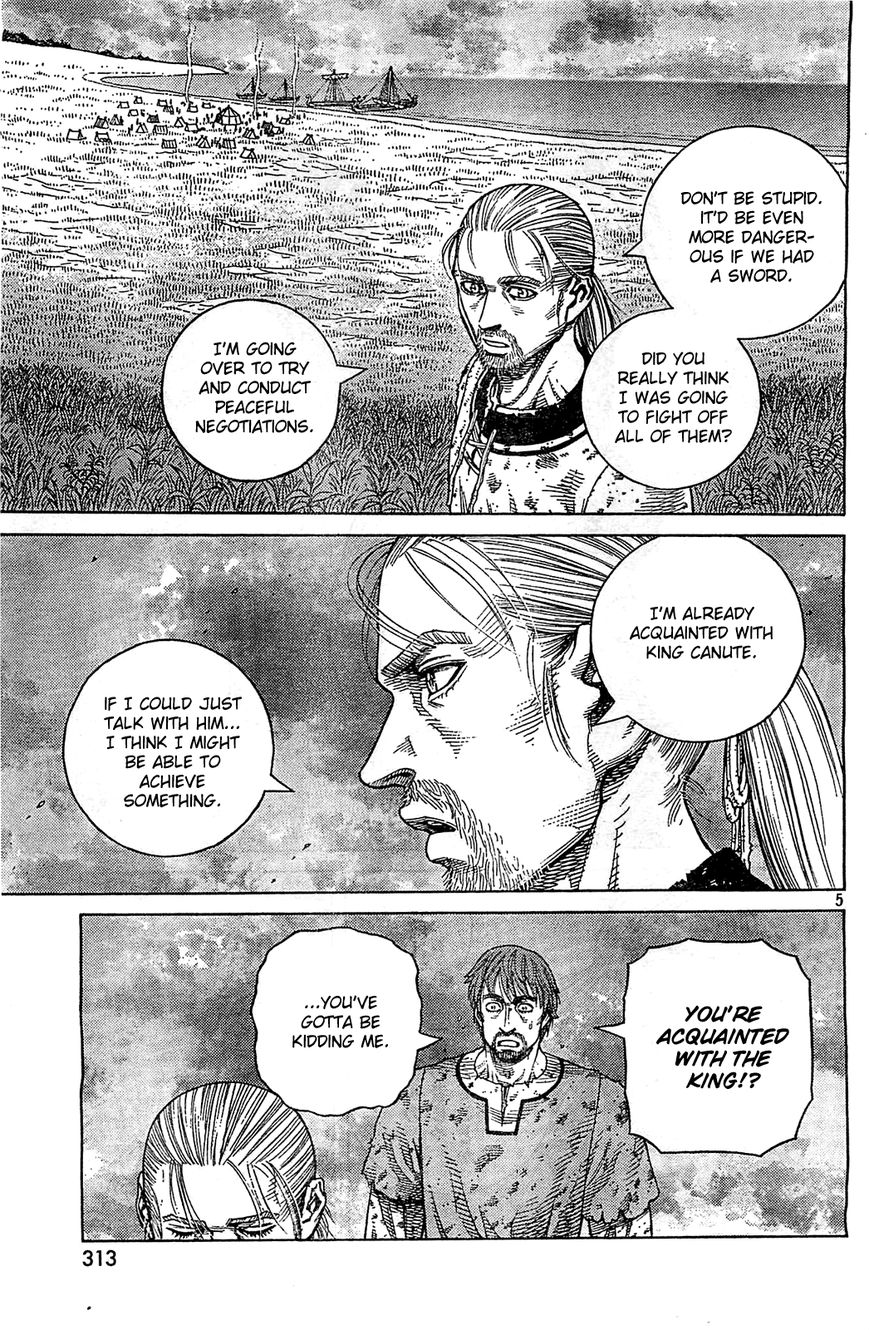 DON'T BE STUPID.
IT'D BE EVEN
MORE DANGER-
OUS IF WE HAD
A SWORD.
DID YOU
REALLY THINK
I WAS GOING
TO FIGHT OFF
ALL OF THEM?
I'M GOING
OVER TO TRY
AND CONDUCT
PEACEFUL
NEGOTIATIONS.
I'M ALREADY
ACQUAINTED WITH
KING CANUTE.
IF I COULD JUST
TALK WITH HIM...
I THINK I MIGHT
BE ABLE TO
ACHIEVE
SOMETHING.
5
YOU'RE
ACQUAINTED
WITH THE
KING!?
...YOU'VE
GOTTA BE
KIDDING ME.
313